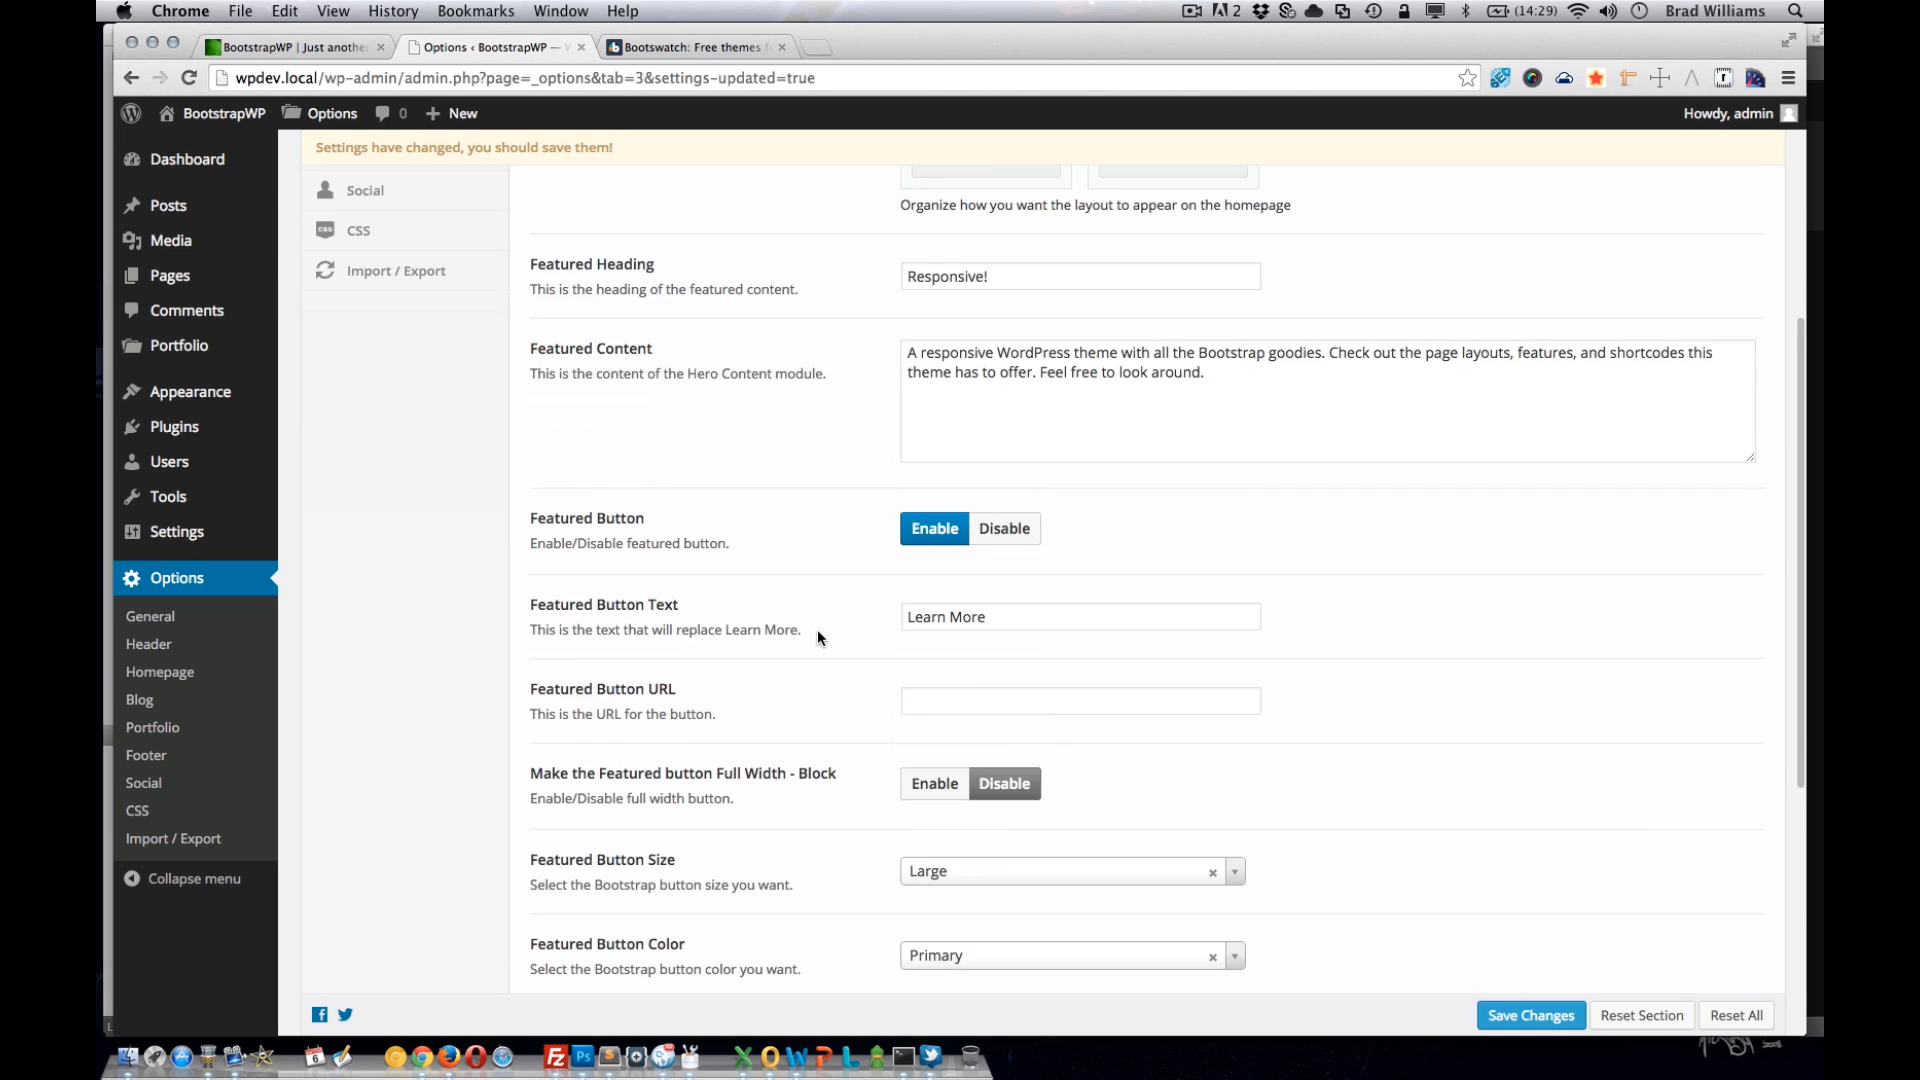 Chrome File Edit View History Bookmarks Window Help 2 (14:29) Brad Williams
BootstrapWP | Just anothe Options ‹ BootstrapWP — Bootswatch: Free themes
wpdev.local/wp-admin/admin.php?page=_options&tab=3&settings-updated=true
BootstrapWP Options 0 New Howdy, admin
Settings have changed, you should save them!
Dashboard
Posts
Media
Pages
Comments
Portfolio
Appearance
Plugins
Users
Tools
Settings
Options
General
Header
Homepage
Blog
Portfolio
Footer
Social
CSS
Import / Export
Collapse menu
Social
CSS
Import / Export
Organize how you want the layout to appear on the homepage
Featured Heading
This is the heading of the featured content.
Responsive!
Featured Content
This is the content of the Hero Content module.
A responsive WordPress theme with all the Bootstrap goodies. Check out the page layouts, features, and shortcodes this
theme has to offer. Feel free to look around.
Featured Button
Enable/Disable featured button.
Enable Disable
Featured Button Text
This is the text that will replace Learn More.
Learn More
Featured Button URL
This is the URL for the button.
Make the Featured button Full Width - Block
Enable/Disable full width button.
Enable Disable
Featured Button Size
Select the Bootstrap button size you want.
Large
Featured Button Color
Select the Bootstrap button color you want.
Primary
Save Changes Reset Section Reset All